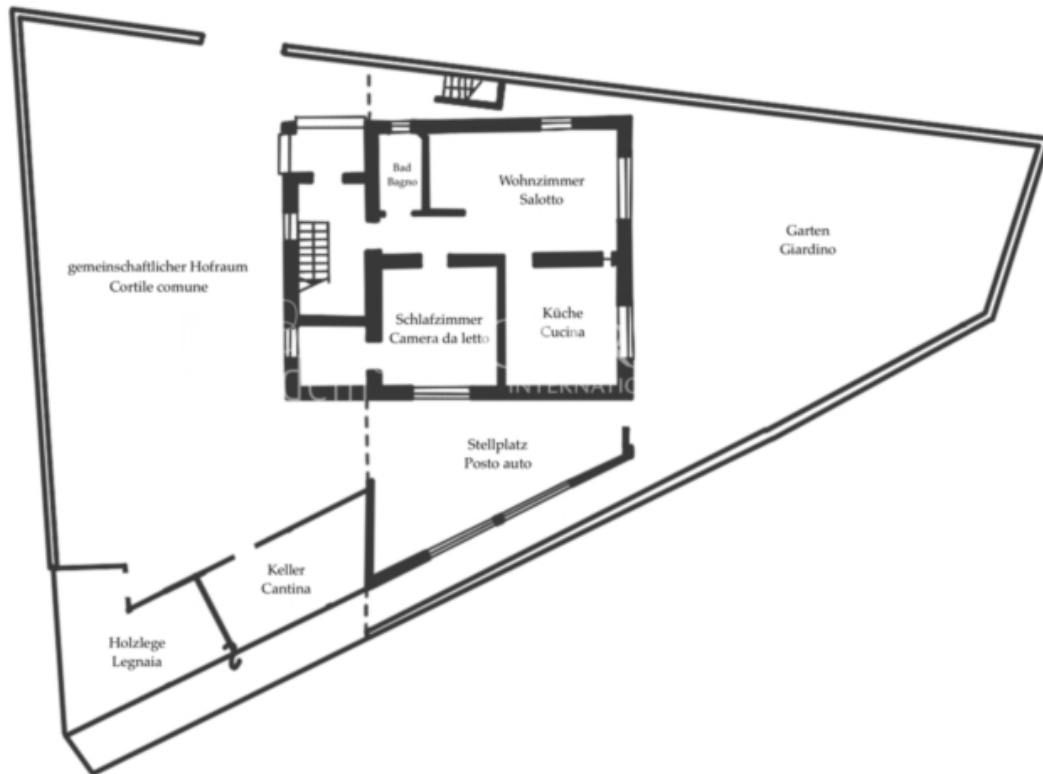 Bad
Bagno
Wohnzimmer
Salotto
Garten
Giardino
gemeinschaftlicher Hofraum
Cortile comune
Schlafzimmer
Camera da letto
Küche
Cucina
INTERNATIO
Stellplatz
Posto auto
Keller
Cantina
Holzlege
Legnaia